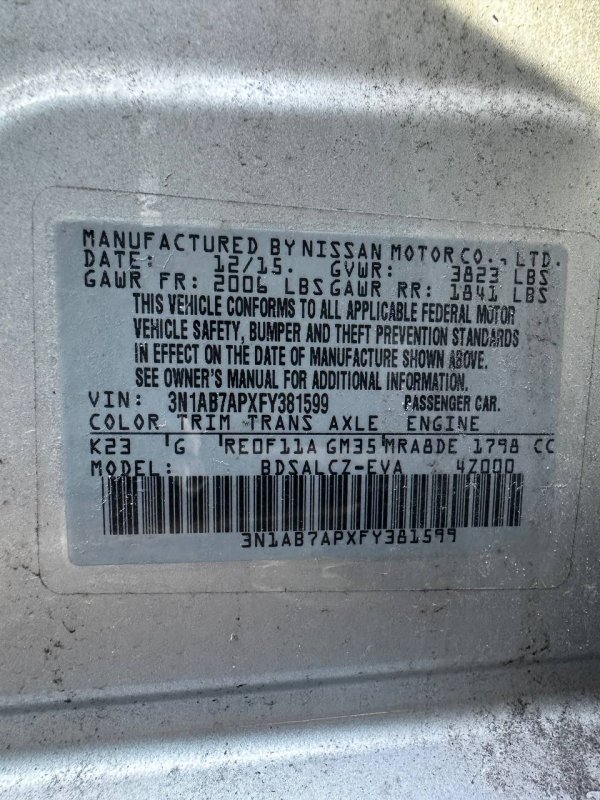 MANUFACTURED BY NISSAN MOTOR CO., LTD.
DATE: 12/15. GVWR: 3823 LBS
GAWR FR: 2006 LBS GAWR RR: 1841 LBS
THIS VEHICLE CONFORMS TO ALL APPLICABLE FEDERAL MOTOR
VEHICLE SAFETY, BUMPER AND THEFT PREVENTION STANDARDS
IN EFFECT ON THE DATE OF MANUFACTURE SHOWN ABOVE.
SEE OWNER'S MANUAL FOR ADDITIONAL INFORMATION.
VIN: 3N1AB7APXFY381599 PASSENGER CAR.
COLOR TRIM TRANS AXLE ENGINE
K23 G RE0F11A GM35 MRA8DE 1798 CC
MODEL: BDSALCZ-EVA 4Z000
3N1AB7APXFY381599